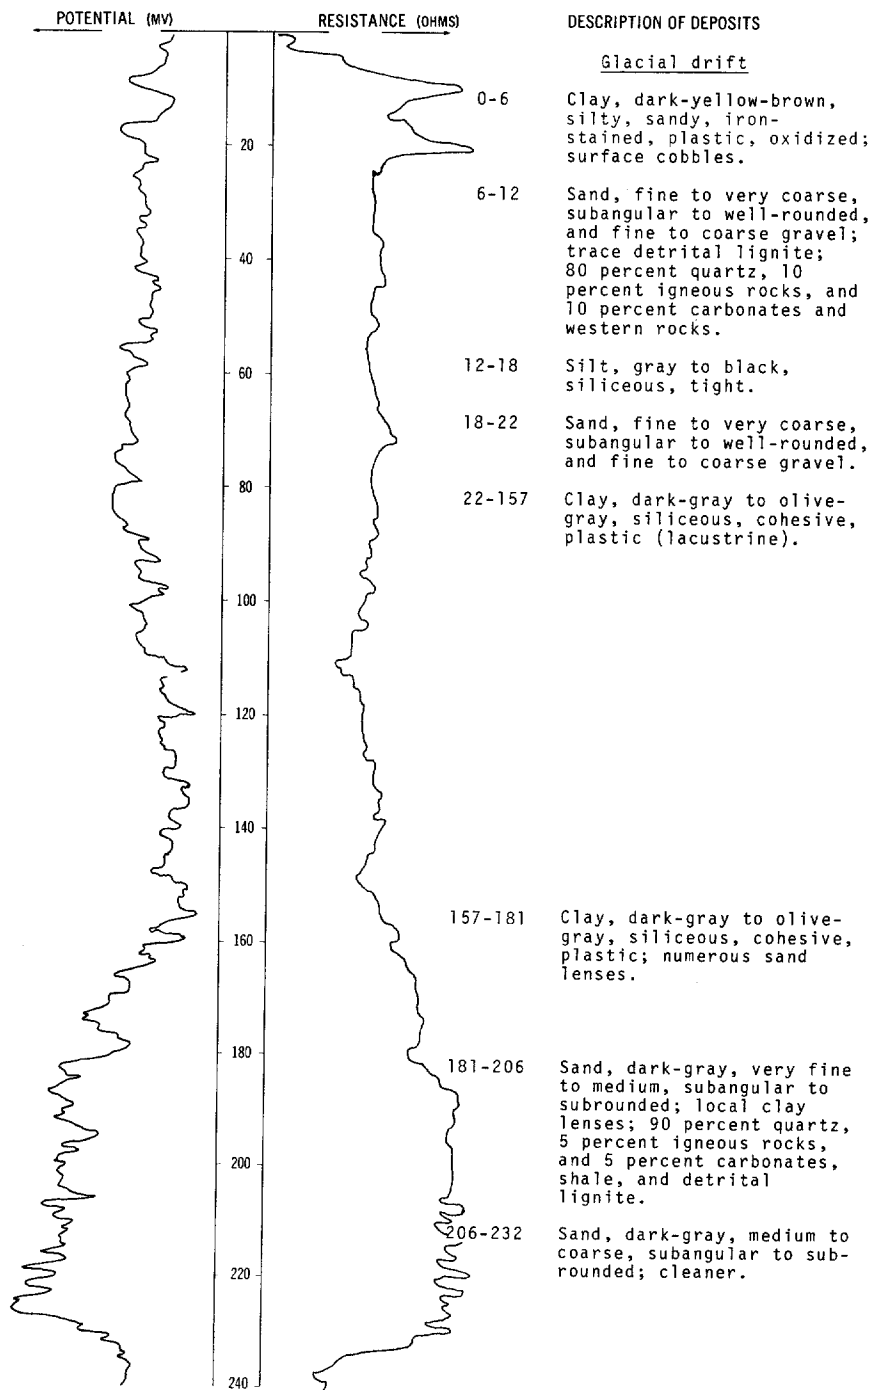 POTENTIAL (MV) RESISTANCE (OHMS) DESCRIPTION OF DEPOSITS
Glacial drift
0-6 Clay, dark-yellow-brown,
silty, sandy, iron-
stained, plastic, oxidized;
surface cobbles.
20
6-12 Sand, fine to very coarse,
subangular to well-rounded,
and fine to coarse gravel;
trace detrital lignite;
40
80 percent quartz, 10
percent igneous rocks, and
10 percent carbonates and
western rocks.
60
12-18 Silt, gray to black,
siliceous, tight.
18-22 Sand, fine to very coarse,
subangular to well-rounded,
and fine to coarse gravel.
80
22-157 Clay, dark-gray to olive-
gray, siliceous, cohesive,
plastic (lacustrine).
100
120
140
157-181 Clay, dark-gray to olive-
gray, siliceous, cohesive,
160
plastic; numerous sand
lenses.
180
181-206 Sand, dark-gray, very fine
to medium, subangular to
subrounded; local clay
lenses; 90 percent quartz,
5 percent igneous rocks,
and 5 percent carbonates,
200
shale, and detrital
lignite.
206-232 Sand, dark-gray, medium to
coarse, subangular to sub-
rounded; cleaner.
220
240